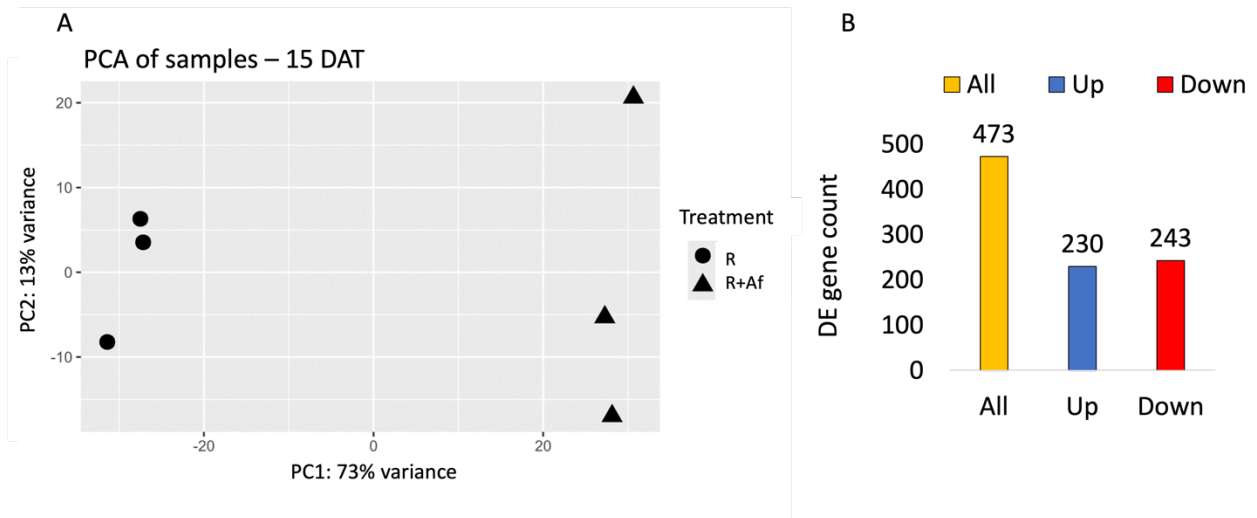 A
PCA of samples – 15 DAT
20
10
0
-10
-20 0 20
PC2: 13% variance
PC1: 73% variance
Treatment
R
R+Af
B
All Up Down
DE gene count
500
400
300
200
100
0
473
230
243
All Up Down